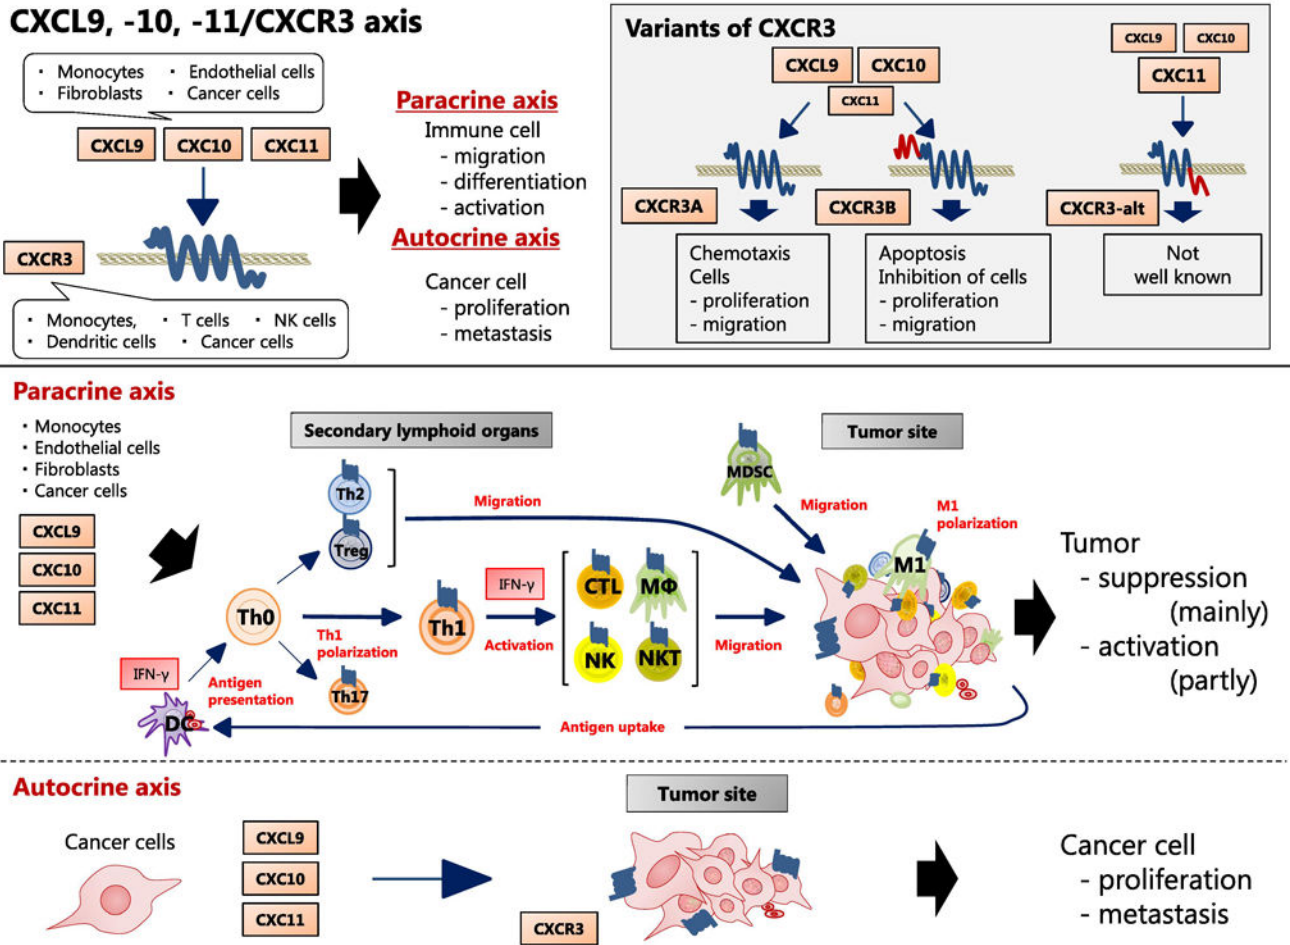 CXCL9, -10, -11/CXCR3 axis
・ Monocytes ・ Endothelial cells
・ Fibroblasts ・ Cancer cells
CXCL9 CXC10 CXC11
CXCR3
・ Monocytes, ・ T cells ・ NK cells
・ Dendritic cells ・ Cancer cells
Paracrine axis
Immune cell
- migration
- differentiation
- activation
Autocrine axis
Cancer cell
- proliferation
- metastasis
Variants of CXCR3
CXCL9 CXC10
CXC11
CXCL9 CXC10
CXC11
CXCR3A
CXCR3B
CXCR3-alt
Chemotaxis
Cells
- proliferation
- migration
Apoptosis
Inhibition of cells
- proliferation
- migration
Not
well known
Paracrine axis
・ Monocytes
・ Endothelial cells
・ Fibroblasts
・ Cancer cells
CXCL9
CXC10
CXC11
Secondary lymphoid organs
Tumor site
Th2
Treg
Migration
MDSC
Migration
M1
polarization
M1
Th0
Th1
polarization
Th1
IFN-γ
Activation
CTL MΦ
NK NKT
Migration
Th17
IFN-γ
Antigen
presentation
DC
Antigen uptake
Tumor
- suppression
(mainly)
- activation
(partly)
Autocrine axis
Cancer cells
CXCL9
CXC10
CXC11
Tumor site
CXCR3
Cancer cell
- proliferation
- metastasis